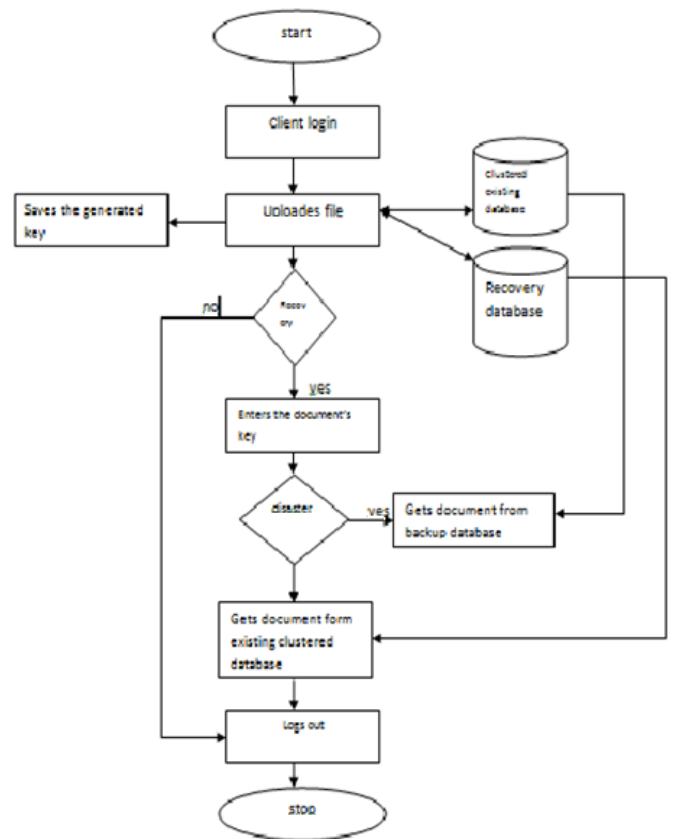 start
Client login
Clustered
existing
database
Saves the generated
key
Uploades file
Recovery
database
no
Recov
ery
yes
Enters the document's
key
disaster
yes
Gets document from
backup database
Gets document form
existing clustered
database
Logs out
stop